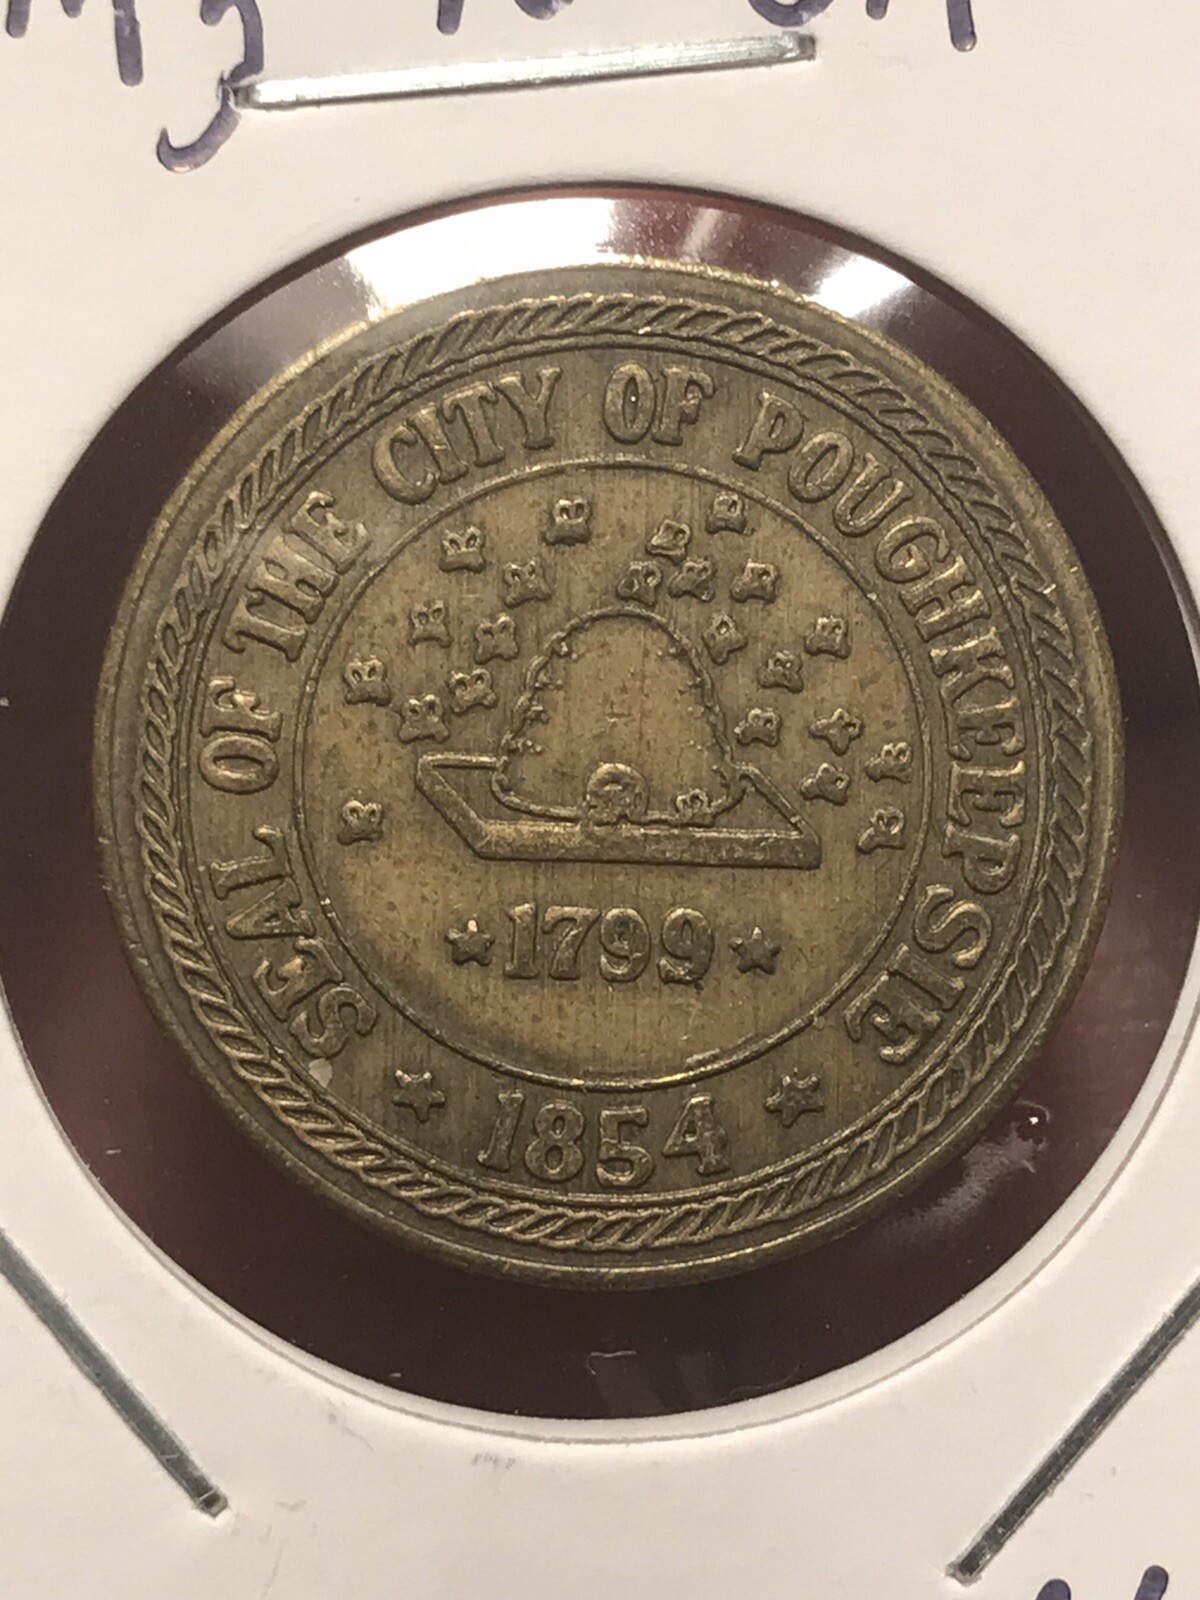 SEAL OF THE CITY OF POUGHKEEPSIE
★ 1799 ★
★ 1854 ★